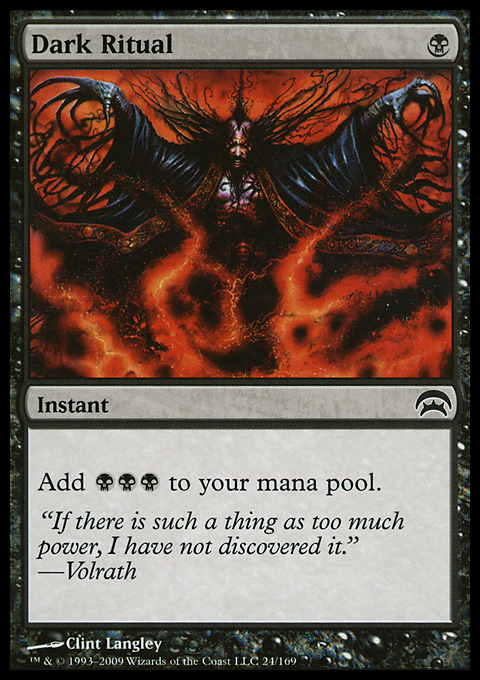 Dark Ritual
Instant
Add to your mana pool.
“If there is such a thing as too much
power, I have not discovered it.”
—Volrath
Clint Langley
™ & © 1993–2009 Wizards of the Coast LLC 24/169